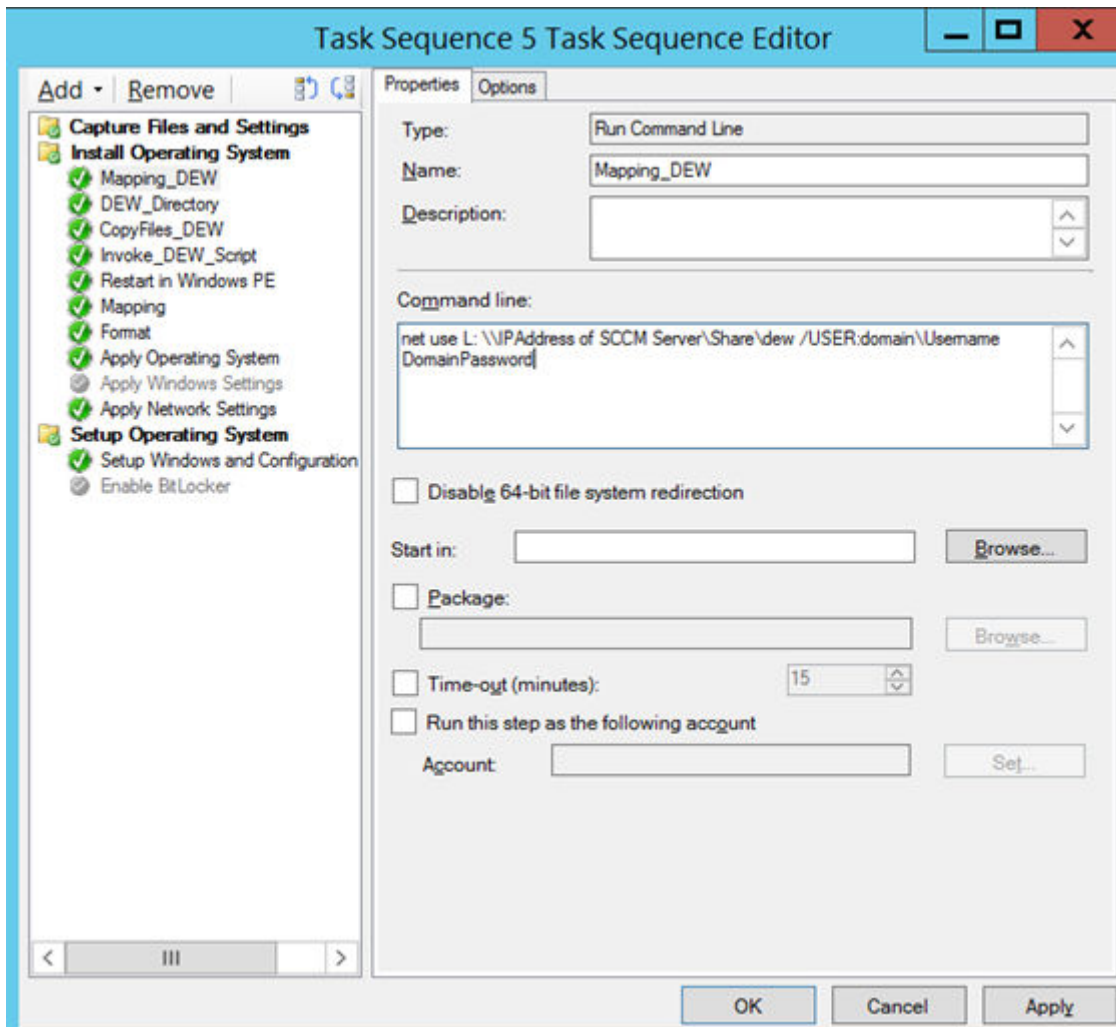 Task Sequence 5 Task Sequence Editor
X
Add
Remove
Capture Files and Settings
Install Operating System
Mapping_DEW
DEW_Directory
CopyFiles_DEW
Invoke_DEW_Script
Restart in Windows PE
Mapping
Format
Apply Operating System
Apply Windows Settings
Apply Network Settings
Setup Operating System
Setup Windows and Configuration
Enable BitLocker
Properties
Options
Type:
Run Command Line
Name:
Mapping_DEW
Description:
Command line:
net use L: \\IPAddress of SCCM Server\Share\dew /USER:domain\Username
DomainPassword
Disable 64-bit file system redirection
Start in:
Browse...
Package:
Browse...
Time-out (minutes):
15
Run this step as the following account
Account:
Set...
OK
Cancel
Apply